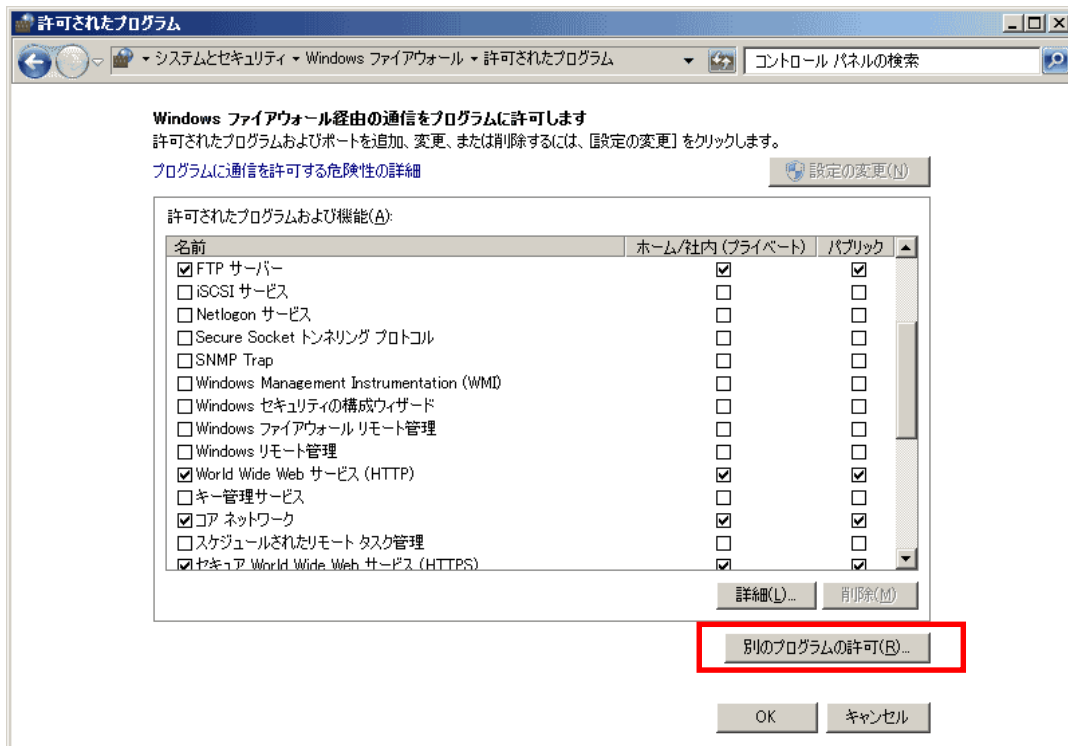 許可されたプログラム
システムとセキュリティ Windows ファイアウォール 許可されたプログラム コントロール パネルの検索
Windows ファイアウォール経由の通信をプログラムに許可します
許可されたプログラムおよびポートを追加、変更、または削除するには、[設定の変更] をクリックします。
プログラムに通信を許可する危険性の詳細 設定の変更(N)
許可されたプログラムおよび機能(A):
名前 ホーム/社内 (プライベート) パブリック
FTP サーバー
iSCSI サービス
Netlogon サービス
Secure Socket トンネリング プロトコル
SNMP Trap
Windows Management Instrumentation (WMI)
Windows セキュリティの構成ウィザード
Windows ファイアウォール リモート管理
Windows リモート管理
World Wide Web サービス (HTTP)
キー管理サービス
コア ネットワーク
スケジュールされたリモート タスク管理
セキュア World Wide Web サービス (HTTPS)
詳細(L)... 削除(M)
別のプログラムの許可(R)...
OK キャンセル